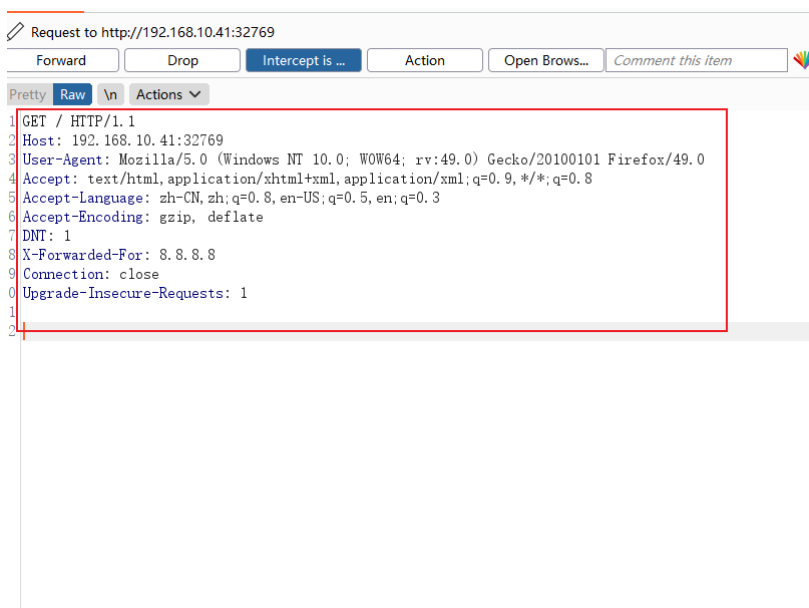 Request to http://192.168.10.41:32769
Forward Drop Intercept is ... Action Open Brows... Comment this item
Pretty Raw \n Actions
1 GET / HTTP/1.1
2 Host: 192.168.10.41:32769
3 User-Agent: Mozilla/5.0 (Windows NT 10.0; WOW64; rv:49.0) Gecko/20100101 Firefox/49.0
4 Accept: text/html,application/xhtml+xml,application/xml;q=0.9,*/*;q=0.8
5 Accept-Language: zh-CN,zh;q=0.8,en-US;q=0.5,en;q=0.3
6 Accept-Encoding: gzip, deflate
7 DNT: 1
8 X-Forwarded-For: 8.8.8.8
9 Connection: close
0 Upgrade-Insecure-Requests: 1
1
2